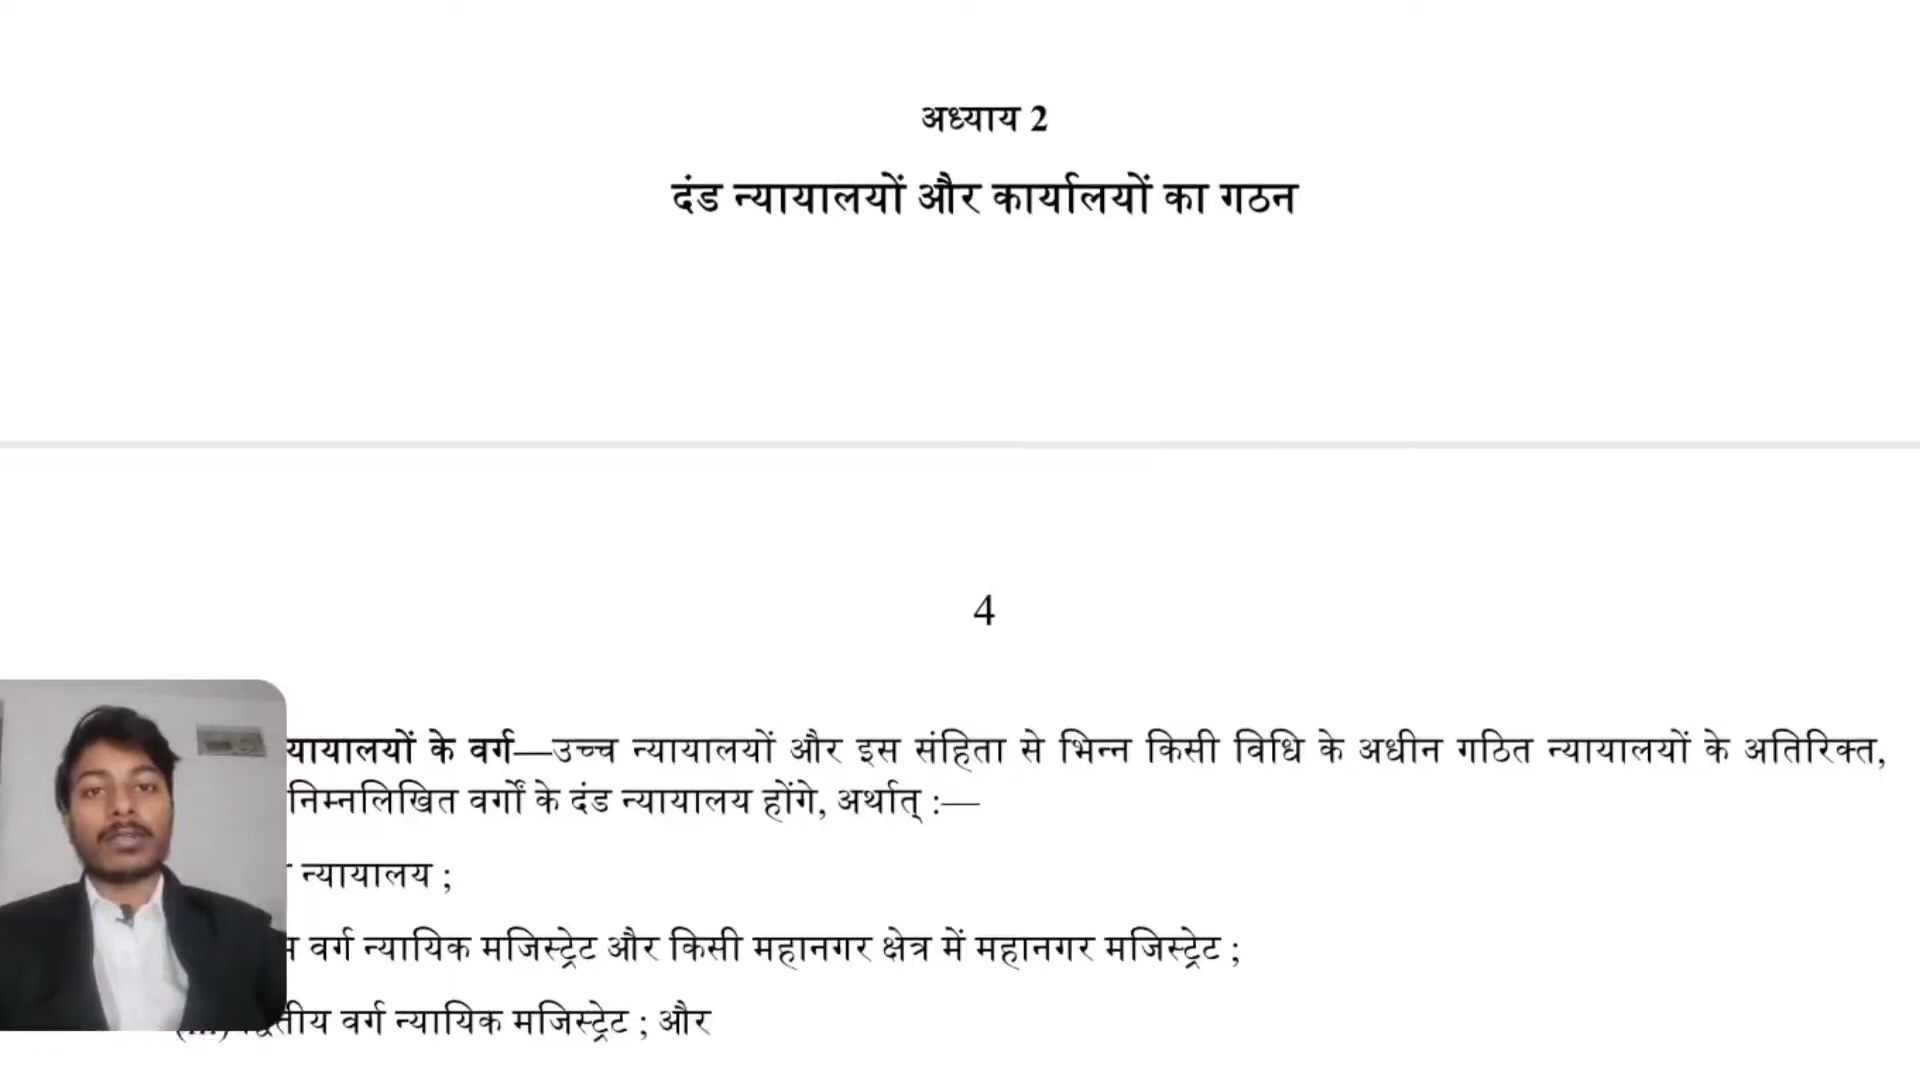 अध्याय 2
दंड न्यायालयों और कार्यालयों का गठन
4
के वर्ग—उच्च न्यायालयों और इस संहिता से भिन्न किसी विधि के अधीन गठित न्यायालयों के अतिरिक्त,
निम्नलिखित वर्गों के दंड न्यायालय होंगे, अर्थात् :—
न्यायालय ;
वर्ग न्यायिक मजिस्ट्रेट और किसी महानगर क्षेत्र में महानगर मजिस्ट्रेट ;
वर्ग न्यायिक मजिस्ट्रेट ; और